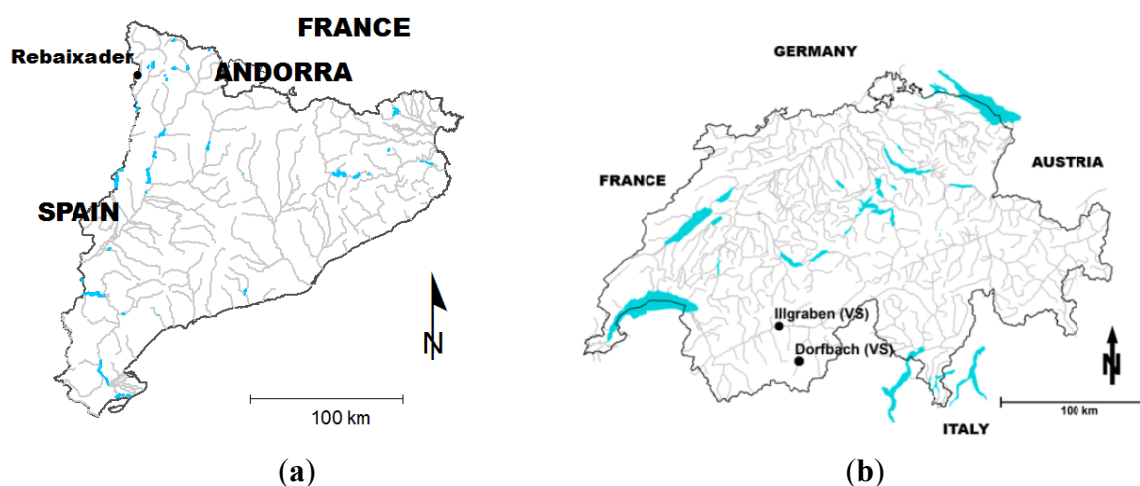 FRANCE
Rebaixader
ANDORRA
SPAIN
N
100 km
(a)
GERMANY
AUSTRIA
FRANCE
Illgraben (VS)
Dorfbach (VS)
N
100 km
ITALY
(b)